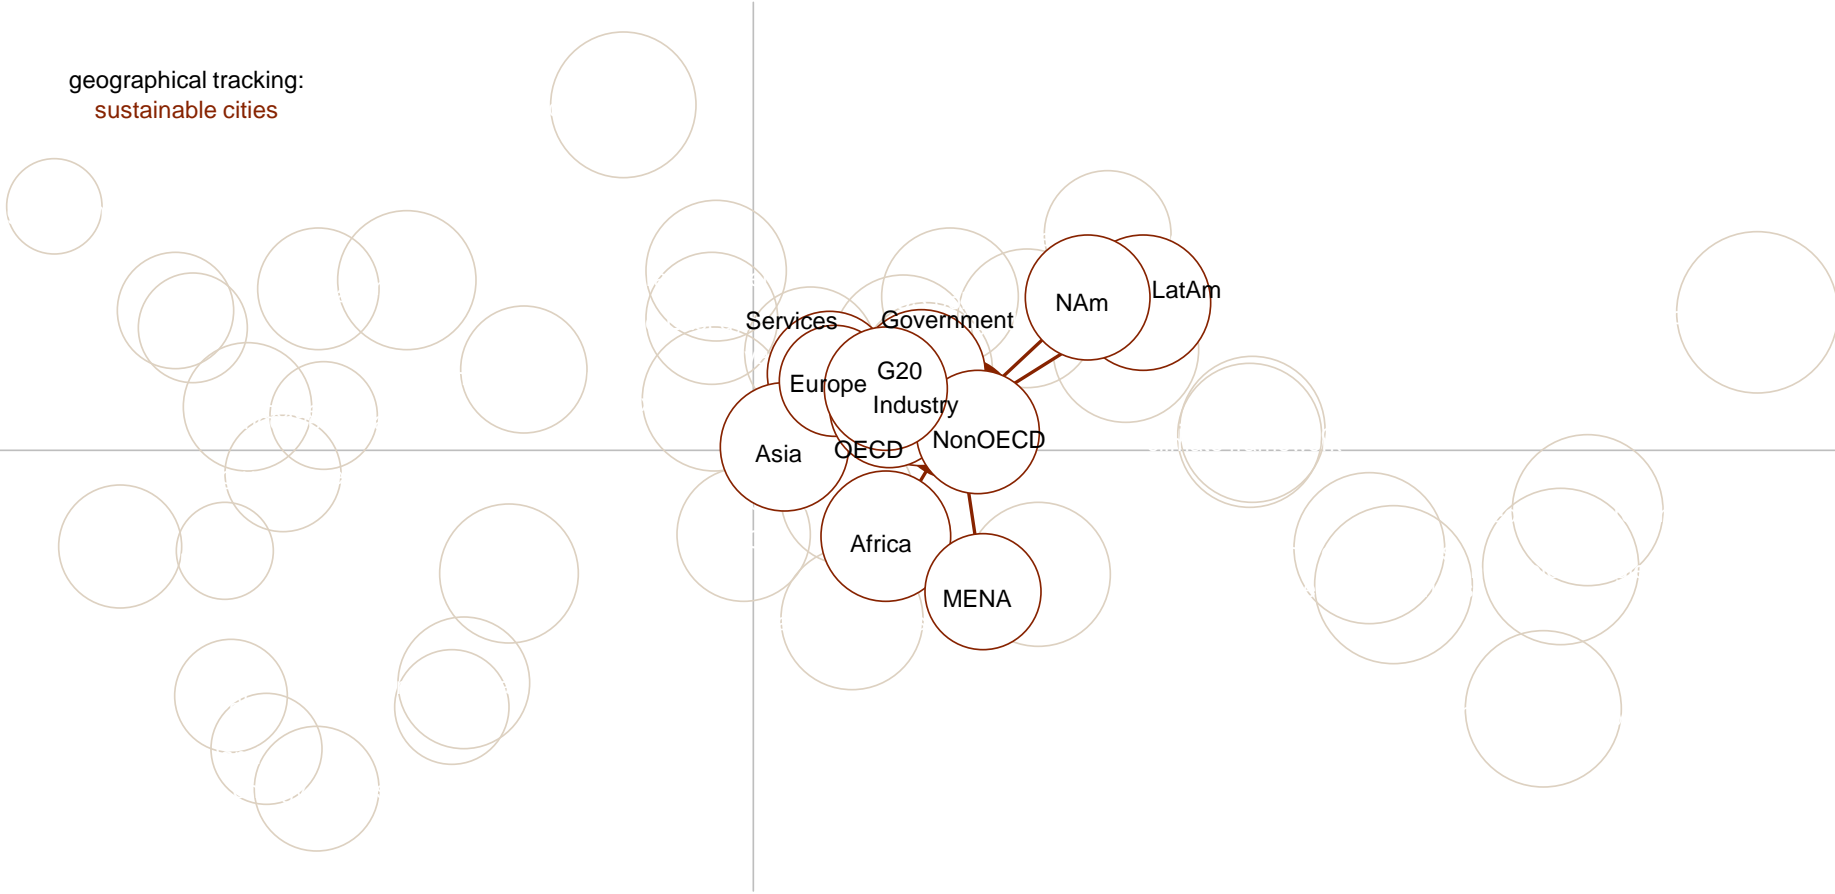 geographical tracking:
sustainable cities
LatAm
NAm
Services
Government
G20
Europe
Industry
NonOECD
OECD
Asia
Africa
MENA